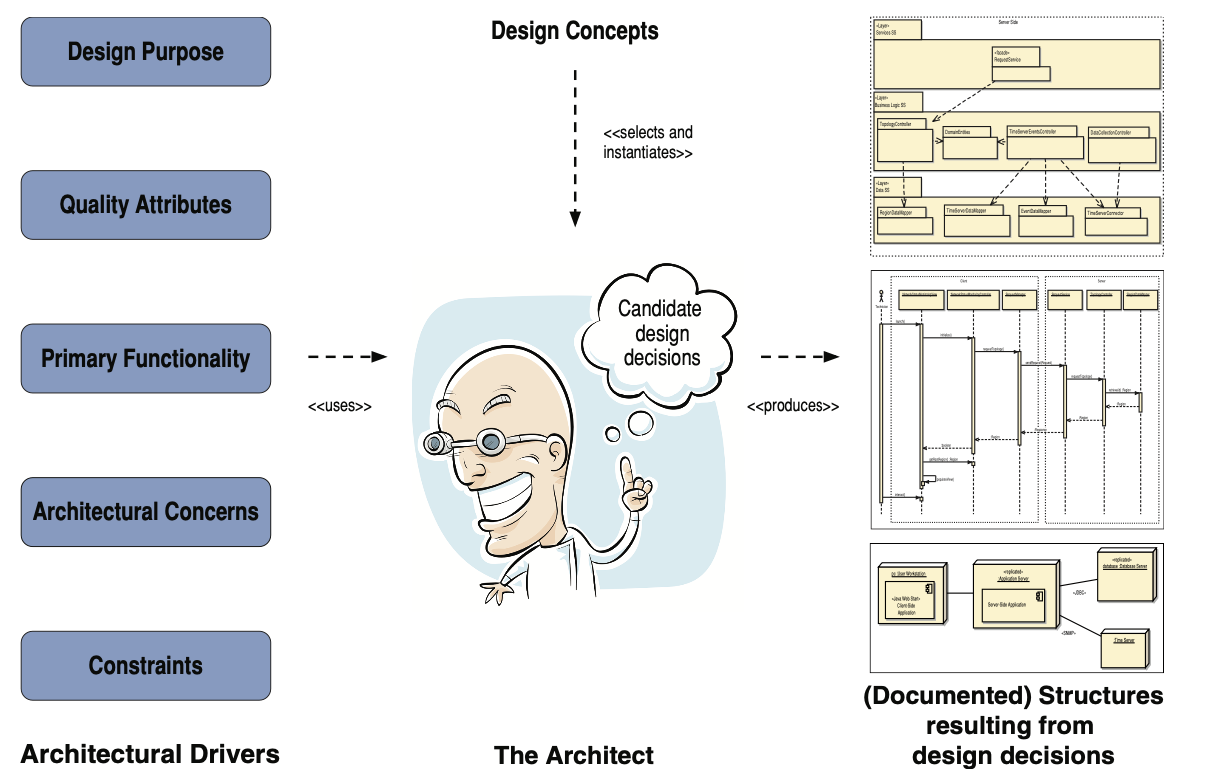 Design Purpose
Quality Attributes
Primary Functionality
Architectural Concerns
Constraints
Architectural Drivers
Design Concepts
<<selects and
instantiates>>
<<uses>>
Candidate
design
decisions
<<produces>>
The Architect
Server Side
«Layer»
Services SS
«facade»
RequestService
«Layer»
Business Logic SS
TopologyController
DomainEntities
TimeServerEventsController
DataCollectionController
«Layer»
Data SS
RegionDataMapper
TimeServerDataMapper
EventDataMapper
TimeServerConnector
Client
Server
Technician
pc :User Workstation
«Java Web Start»
Client-Side
Application
«replicated»
:Application Server
Server-Side Application
«replicated»
database :Database Server
«JDBC»
«SNMP»
:Time Server
(Documented) Structures
resulting from
design decisions